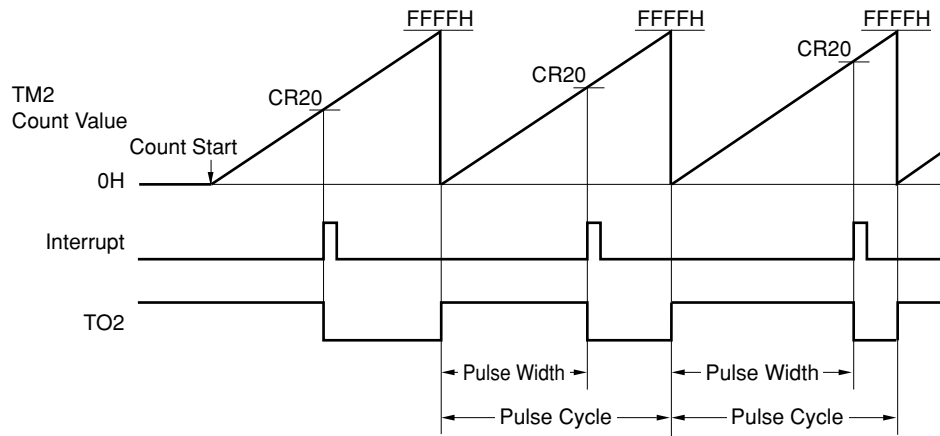 FFFFH FFFFH FFFFH
CR20
CR20
CR20
TM2
Count Value
Count Start
0H
Interrupt
TO2
Pulse Width Pulse Width
Pulse Cycle Pulse Cycle